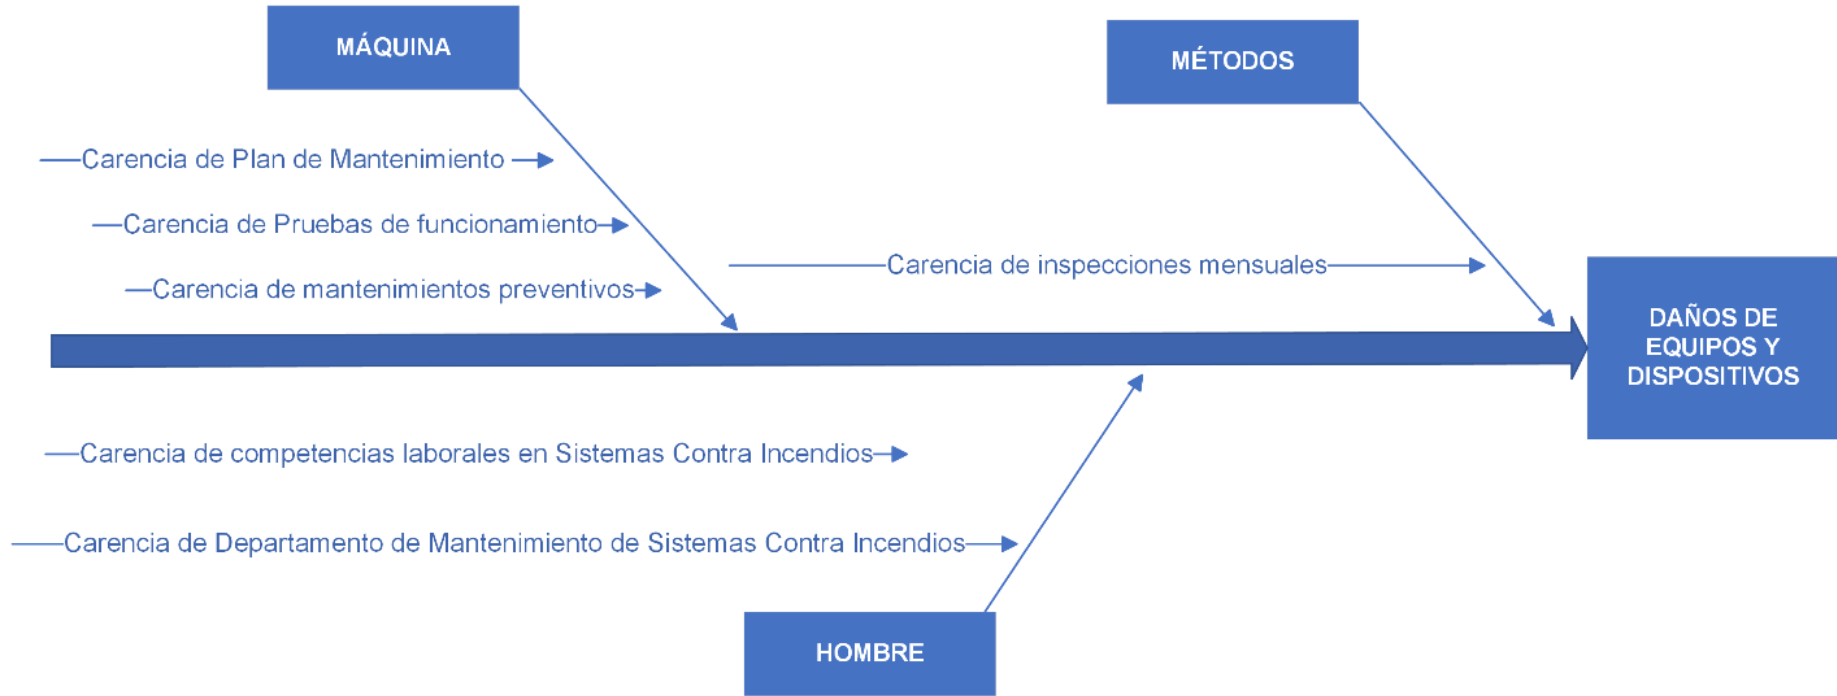 MÁQUINA
MÉTODOS
Carencia de Plan de Mantenimiento
Carencia de Pruebas de funcionamiento
Carencia de inspecciones mensuales
Carencia de mantenimientos preventivos
DAÑOS DE
EQUIPOS Y
DISPOSITIVOS
Carencia de competencias laborales en Sistemas Contra Incendios
Carencia de Departamento de Mantenimiento de Sistemas Contra Incendios
HOMBRE